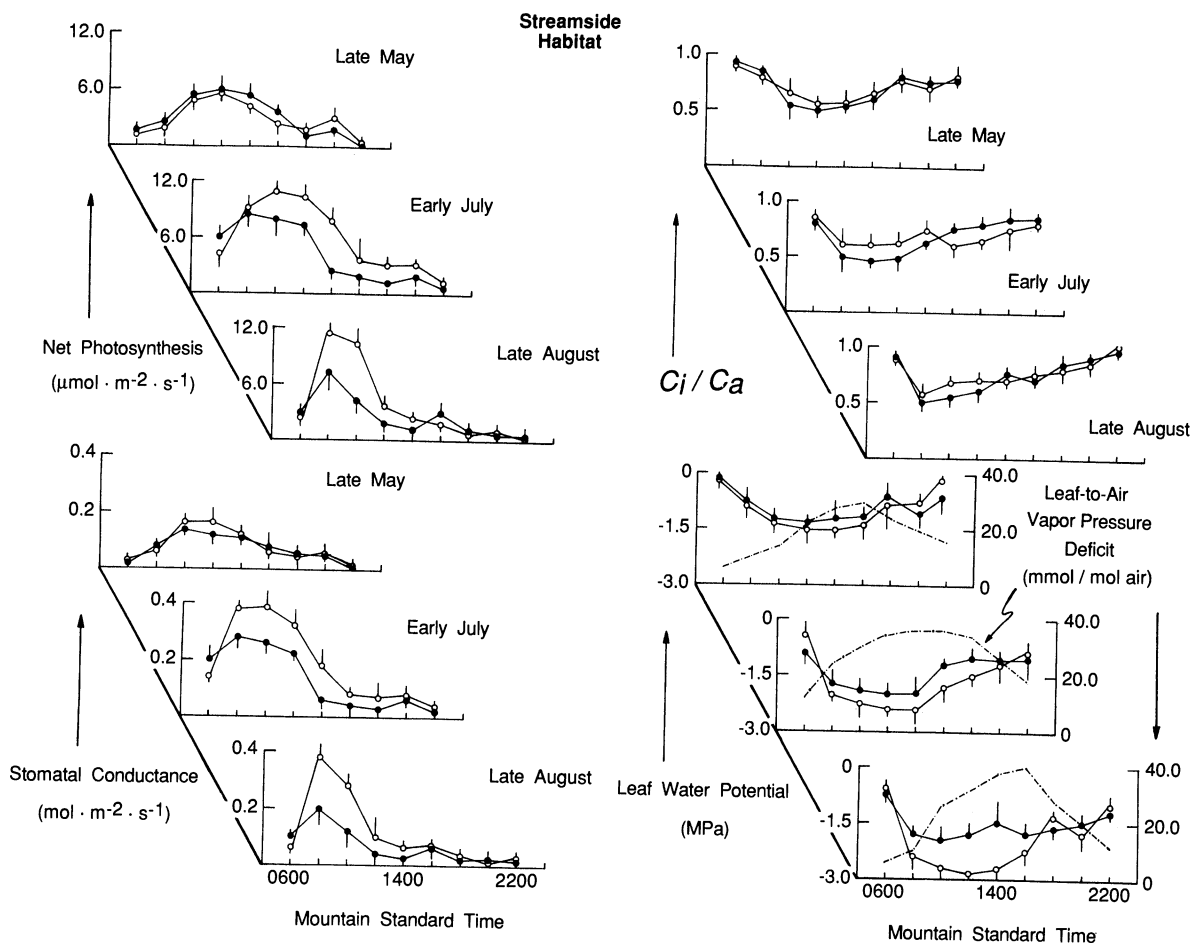 Streamside
Habitat
12.0
6.0
Late May
12.0
6.0
Early July
12.0
6.0
Late August
Net Photosynthesis
(μmol · m-2 · s-1)
0.4
0.2
Late May
0.4
0.2
Early July
0.4
0.2
Late August
Stomatal Conductance
(mol · m-2 · s-1)
0600 1400 2200
Mountain Standard Time
1.0
0.5
Late May
1.0
0.5
Early July
1.0
0.5
Late August
Ci / Ca
0
-1.5
-3.0
40.0
20.0
0
Leaf-to-Air
Vapor Pressure
Deficit
(mmol / mol air)
0
-1.5
-3.0
40.0
20.0
0
0
-1.5
-3.0
40.0
20.0
0
Leaf Water Potential
(MPa)
0600 1400 2200
Mountain Standard Time